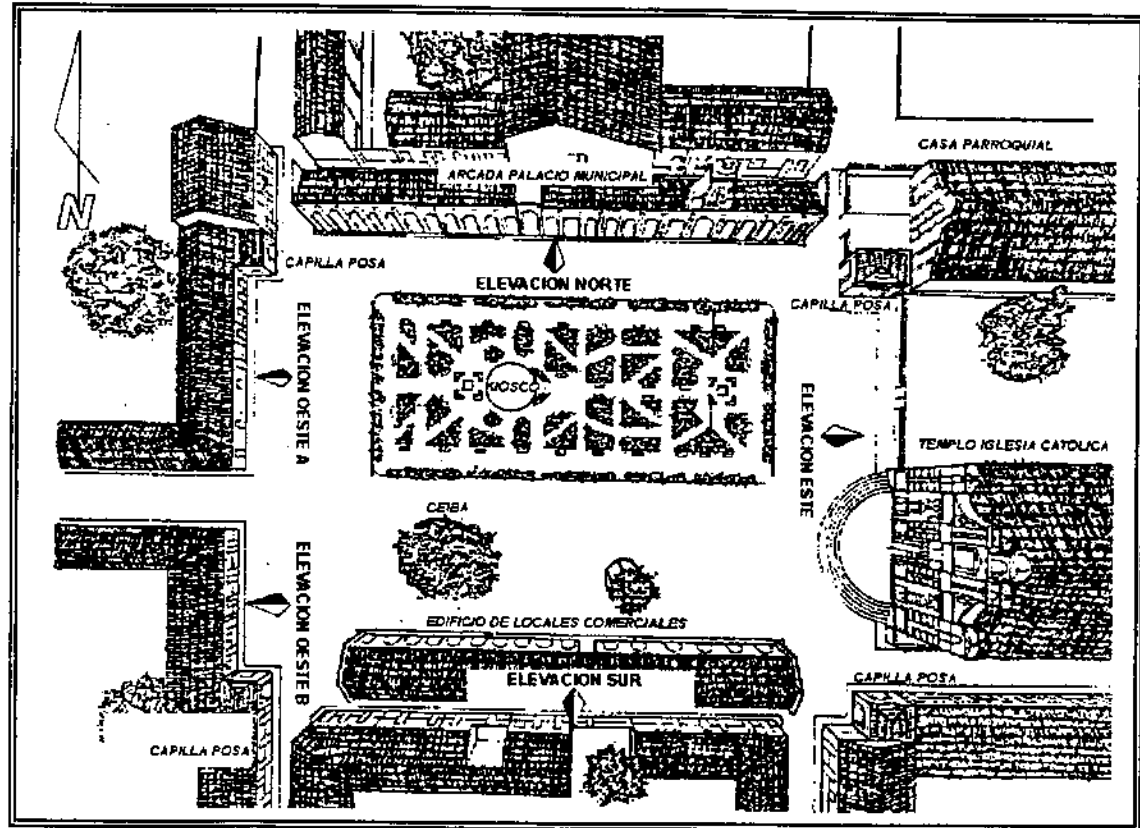 CASA PARROQUIAL
ARCADA PALACIO MUNICIPAL
N
CAPILLA POSA
ELEVACION NORTE
CAPILLA POSA
ELEVACION OESTE A
KIOSCO
ELEVACION ESTE
TEMPLO IGLESIA CATOLICA
CEIBA
ELEVACION OESTE B
EDIFICIO DE LOCALES COMERCIALES
ELEVACION SUR
CAPILLA POSA
CAPILLA POSA